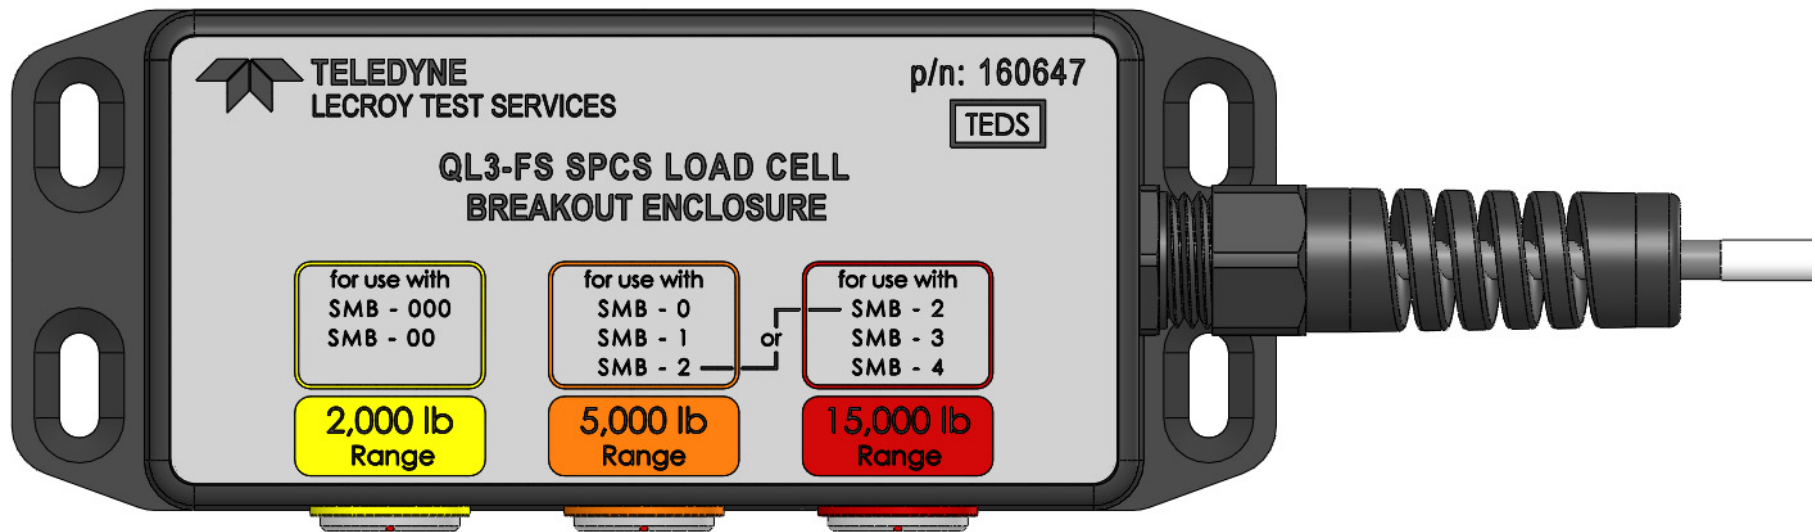 TELEDYNE
LECROY TEST SERVICES
p/n: 160647
TEDS
QL3-FS SPCS LOAD CELL
BREAKOUT ENCLOSURE
for use with
SMB - 000
SMB - 00
2,000 lb
Range
for use with
SMB - 0
SMB - 1
SMB - 2
5,000 lb
Range
or
for use with
SMB - 2
SMB - 3
SMB - 4
15,000 lb
Range